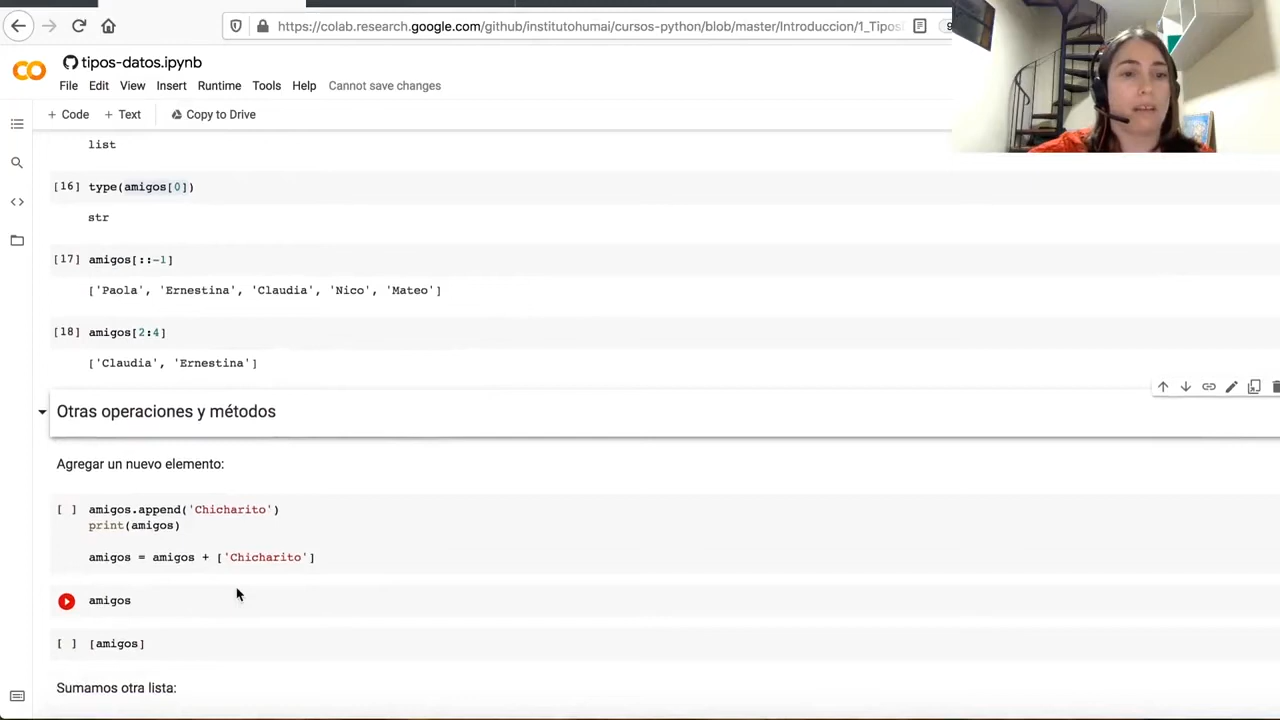 https://colab.research.google.com/github/institutohumai/cursos-python/blob/master/Introduccion/1_Tipos
tipos-datos.ipynb
File Edit View Insert Runtime Tools Help Cannot save changes
+ Code + Text Copy to Drive
list
[16] type(amigos[0])
str
[17] amigos[::-1]
['Paola', 'Ernestina', 'Claudia', 'Nico', 'Mateo']
[18] amigos[2:4]
['Claudia', 'Ernestina']
Otras operaciones y métodos
Agregar un nuevo elemento:
[ ] amigos.append('Chicharito')
print(amigos)
amigos = amigos + ['Chicharito']
amigos
[ ] [amigos]
Sumamos otra lista: